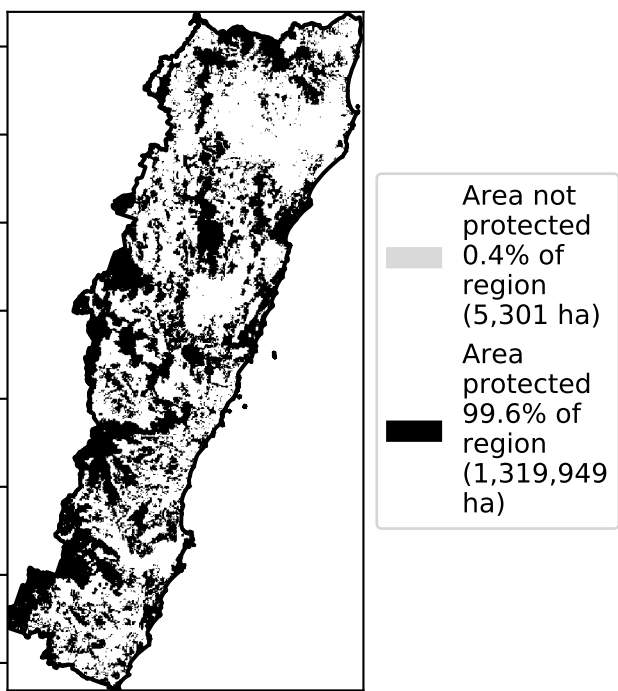 Area not
protected
0.4% of
region
(5,301 ha)
Area
protected
99.6% of
region
(1,319,949
ha)